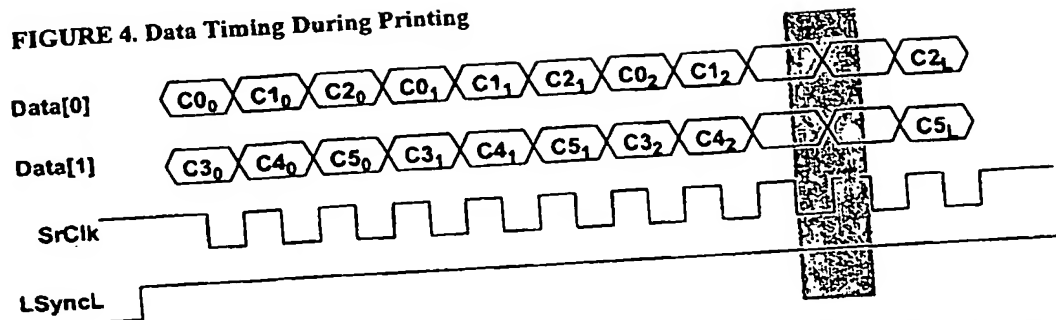 FIGURE 4. Data Timing During Printing
Data[0] C0₀ C1₀ C2₀ C0₁ C1₁ C2₁ C0₂ C1₂ C2L
Data[1] C3₀ C4₀ C5₀ C3₁ C4₁ C5₁ C3₂ C4₂ C5L
SrClk
LSyncL